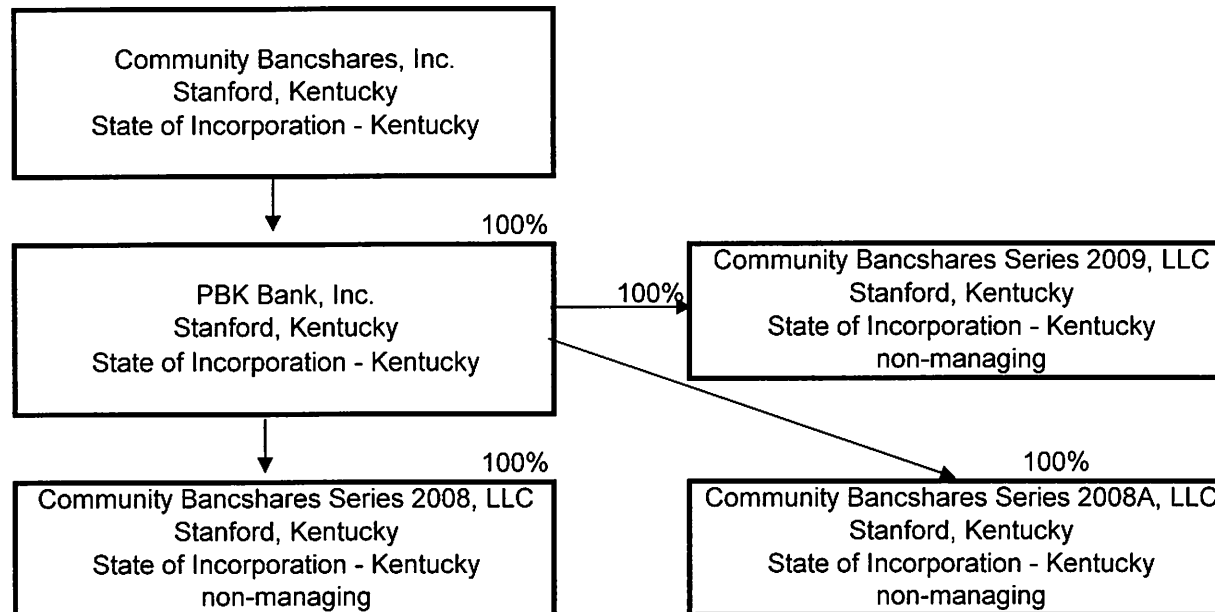 Community Bancshares, Inc.
Stanford, Kentucky
State of Incorporation - Kentucky
100%
PBK Bank, Inc.
Stanford, Kentucky
State of Incorporation - Kentucky
100%
Community Bancshares Series 2009, LLC
Stanford, Kentucky
State of Incorporation - Kentucky
non-managing
100%
Community Bancshares Series 2008, LLC
Stanford, Kentucky
State of Incorporation - Kentucky
non-managing
100%
Community Bancshares Series 2008A, LLC
Stanford, Kentucky
State of Incorporation - Kentucky
non-managing